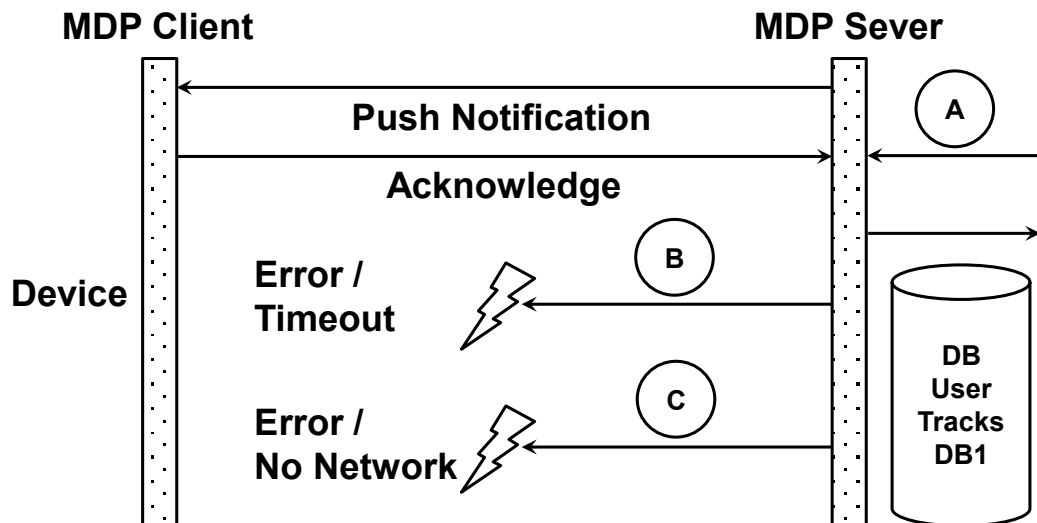 MDP Client
MDP Sever
Push Notification
A
Acknowledge
B
Error /
Timeout
Device
DB
User
Tracks
DB1
C
Error /
No Network